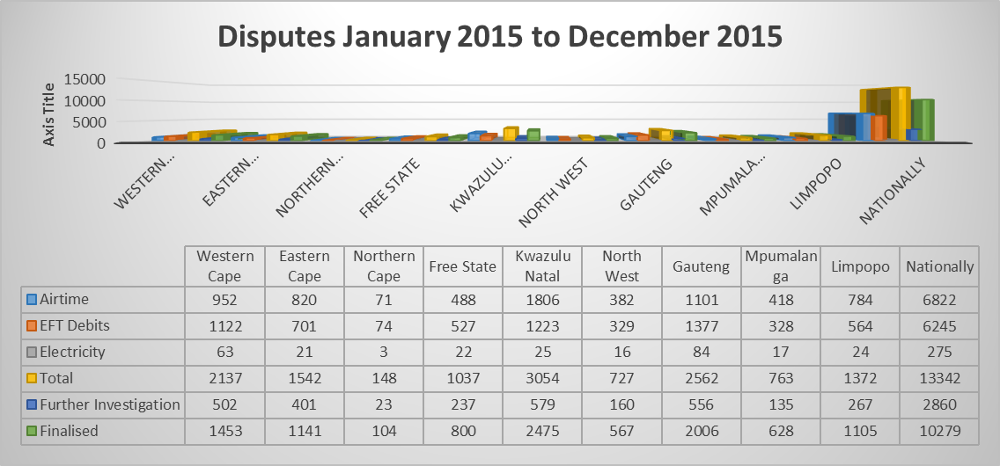 Disputes January 2015 to December 2015
Axis Title
15000
10000
5000
0
WESTERN...
EASTERN...
NORTHERN...
FREE STATE
KWAZULU...
NORTH WEST
GAUTENG
MPUMALA...
LIMPOPO
NATIONALLY
Western Cape Eastern Cape Northern Cape Free State Kwazulu Natal North West Gauteng Mpumalanga Limpopo Nationally
Airtime 952 820 71 488 1806 382 1101 418 784 6822
EFT Debits 1122 701 74 527 1223 329 1377 328 564 6245
Electricity 63 21 3 22 25 16 84 17 24 275
Total 2137 1542 148 1037 3054 727 2562 763 1372 13342
Further Investigation 502 401 23 237 579 160 556 135 267 2860
Finalised 1453 1141 104 800 2475 567 2006 628 1105 10279